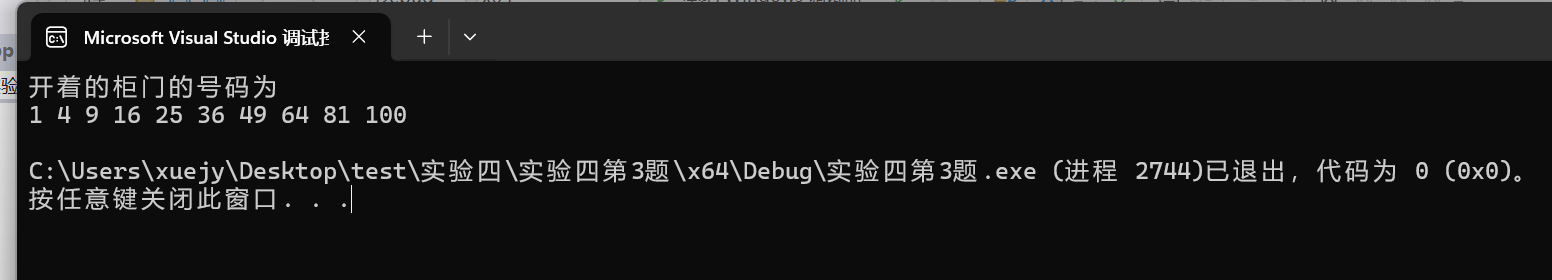 Microsoft Visual Studio 调试
开着的柜门的号码为
1 4 9 16 25 36 49 64 81 100
C:\Users\xuejy\Desktop\test\实验四\实验四第3题\x64\Debug\实验四第3题.exe (进程 2744)已退出，代码为 0 (0x0)。
按任意键关闭此窗口. . .